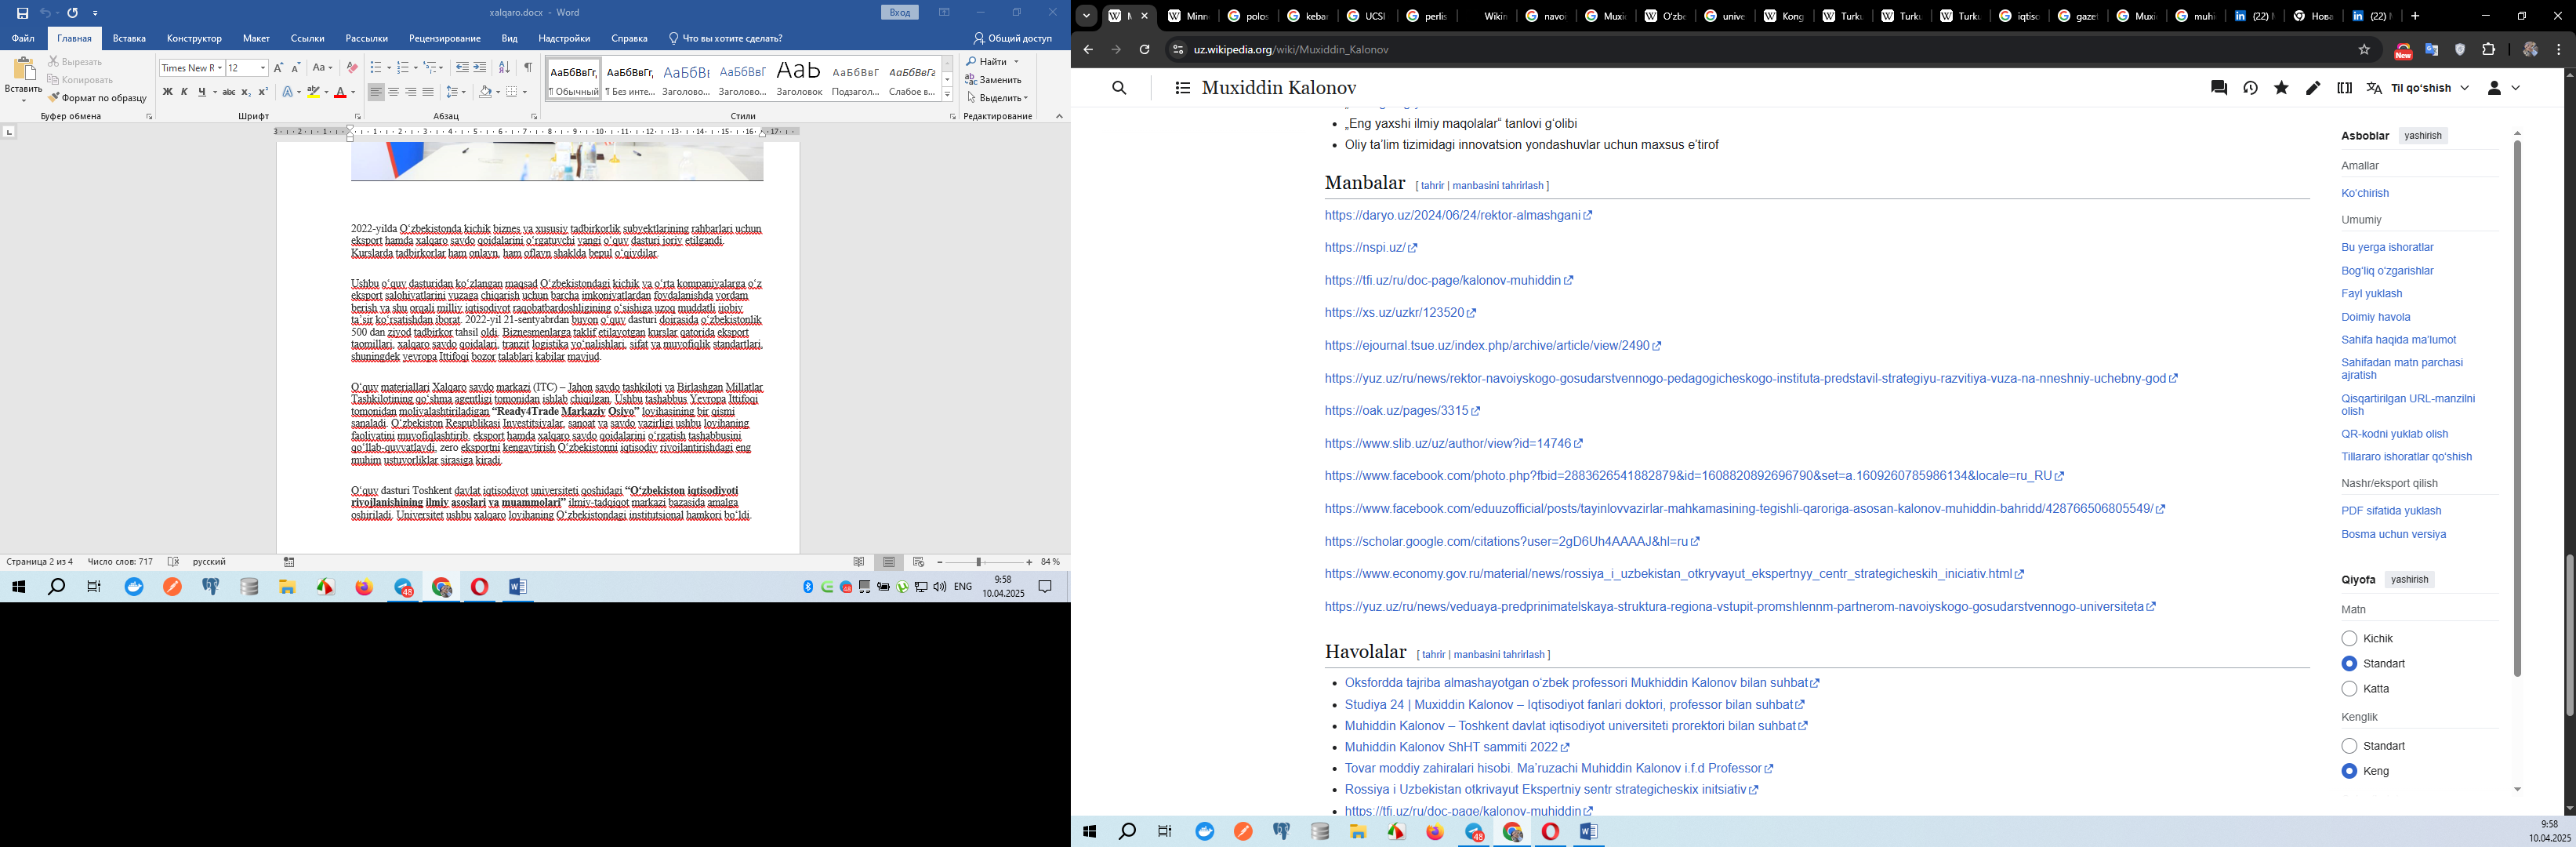 xalqaro.docx - Word
Вход
Файл
Главная
Вставка
Конструктор
Макет
Ссылки
Рассылки
Рецензирование
Вид
Надстройки
Справка
Что вы хотите сделать?
Общий доступ
Вставить
Вырезать
Копировать
Формат по образцу
Буфер обмена
Times New R
12
Шрифт
Абзац
АаБбВвГг,
¶ Обычный
АаБбВвГг,
¶ Без инте...
АаБбВı
Заголово...
АаБбВвГ
Заголово...
Заголовок
АаБбВвГ
Подзагол...
АаБбВвГг
Слабое в...
Стили
Найти
Заменить
Выделить
Редактирование
2022-yilda O‘zbekistonda kichik biznes va xususiy tadbirkorlik subyektlarining rahbarlari uchun
eksport hamda xalqaro savdo qoidalarini o‘rgatuvchi yangi o‘quv dasturi joriy etilgandi.
Kurslarda tadbirkorlar ham onlayn, ham oflayn shaklda bepul o‘qiydilar.
Ushbu o‘quv dasturidan ko‘zlangan maqsad O‘zbekistondagi kichik va o‘rta kompaniyalarga o‘z
eksport salohiyatlarini yuzaga chiqarish uchun barcha imkoniyatlardan foydalanishda yordam
berish va shu orqali milliy iqtisodiyot raqobatbardoshligining o‘sishiga uzoq muddatli ijobiy
ta’sir ko‘rsatishdan iborat. 2022-yil 21-sentyabrdan buyon o‘quv dasturi doirasida o‘zbekistonlik
500 dan ziyod tadbirkor tahsil oldi. Biznesmenlarga taklif etilayotgan kurslar qatorida eksport
taomillari, xalqaro savdo qoidalari, tranzit logistika yo‘nalishlari, sifat va muvofiqlik standartlari,
shuningdek yevropa Ittifoqi bozor talablari kabilar mavjud.
O‘quv materiallari Xalqaro savdo markazi (ITC) – Jahon savdo tashkiloti va Birlashgan Millatlar
Tashkilotining qo‘shma agentligi tomonidan ishlab chiqilgan. Ushbu tashabbus Yevropa Ittifoqi
tomonidan moliyalashtiriladigan “Ready4Trade Markaziy Osiyo” loyihasining bir qismi
sanaladi. O‘zbekiston Respublikasi Investitsiyalar, sanoat va savdo vazirligi ushbu loyihaning
faoliyatini muvofiqlashtirib, eksport hamda xalqaro savdo qoidalarini o‘rgatish tashabbusini
qo‘llab-quvvatlaydi, zero eksportni kengaytirish O‘zbekistonni iqtisodiy rivojlantirishdagi eng
muhim ustuvorliklar sirasiga kiradi.
O‘quv dasturi Toshkent davlat iqtisodiyot universiteti qoshidagi “O‘zbekiston iqtisodiyoti
rivojlanishining ilmiy asoslari va muammolari” ilmiy-tadqiqot markazi bazasida amalga
oshiriladi. Universitet ushbu xalqaro loyihaning O‘zbekistondagi institutsional hamkori bo‘ldi.
Страница 2 из 4
Число слов: 717
русский
84 %
ENG
9:58
10.04.2025
uz.wikipedia.org/wiki/Muxiddin_Kalonov
Muxiddin Kalonov
Til qo‘shish
„Eng yaxshi ilmiy maqolalar“ tanlovi g‘olibi
Oliy ta’lim tizimidagi innovatsion yondashuvlar uchun maxsus e’tirof
Manbalar [ tahrir | manbasini tahrirlash ]
https://daryo.uz/2024/06/24/rektor-almashgani
https://nspi.uz/
https://tfi.uz/ru/doc-page/kalonov-muhiddin
https://xs.uz/uzkr/123520
https://ejournal.tsue.uz/index.php/archive/article/view/2490
https://yuz.uz/ru/news/rektor-navoiyskogo-gosudarstvennogo-pedagogicheskogo-instituta-predstavil-strategiyu-razvitiya-vuza-na-nneshniy-uchebny-god
https://oak.uz/pages/3315
https://www.slib.uz/uz/author/view?id=14746
https://www.facebook.com/photo.php?fbid=2883626541882879&id=1608820892696790&set=a.1609260785986134&locale=ru_RU
https://www.facebook.com/eduuzofficial/posts/tayinlovvazirlar-mahkamasining-tegishli-qaroriga-asosan-kalonov-muhiddin-bahridd/428766506805549/
https://scholar.google.com/citations?user=2gD6Uh4AAAAJ&hl=ru
https://www.economy.gov.ru/material/news/rossiya_i_uzbekistan_otkryvayut_ekspertnyy_centr_strategicheskih_iniciativ.html
https://yuz.uz/ru/news/veduaya-predprinimatelskaya-struktura-regiona-vstupit-promshlennm-partnerom-navoiyskogo-gosudarstvennogo-universiteta
Havolalar [ tahrir | manbasini tahrirlash ]
Oksfordda tajriba almashayotgan o‘zbek professori Mukhiddin Kalonov bilan suhbat
Studiya 24 | Muxiddin Kalonov – Iqtisodiyot fanlari doktori, professor bilan suhbat
Muhiddin Kalonov – Toshkent davlat iqtisodiyot universiteti prorektori bilan suhbat
Muhiddin Kalonov ShHT sammiti 2022
Tovar moddiy zahiralari hisobi. Ma’ruzachi Muhiddin Kalonov i.f.d Professor
Rossiya i Uzbekistan otkrivayut Ekspertniy sentr strategicheskix initsiativ
https://tfi.uz/ru/doc-page/kalonov-muhiddin
Asboblar yashirish
Amallar
Ko‘chirish
Umumiy
Bu yerga ishoratlar
Bog‘liq o‘zgarishlar
Fayl yuklash
Doimiy havola
Sahifa haqida ma’lumot
Sahifadan matn parchasi
ajratish
Qisqartirilgan URL-manzilni
olish
QR-kodni yuklab olish
Tillararo ishoratlar qo‘shish
Nashr/eksport qilish
PDF sifatida yuklash
Bosma uchun versiya
Qiyofa yashirish
Matn
Kichik
Standart
Katta
Kenglik
Standart
Keng
9:58
10.04.2025